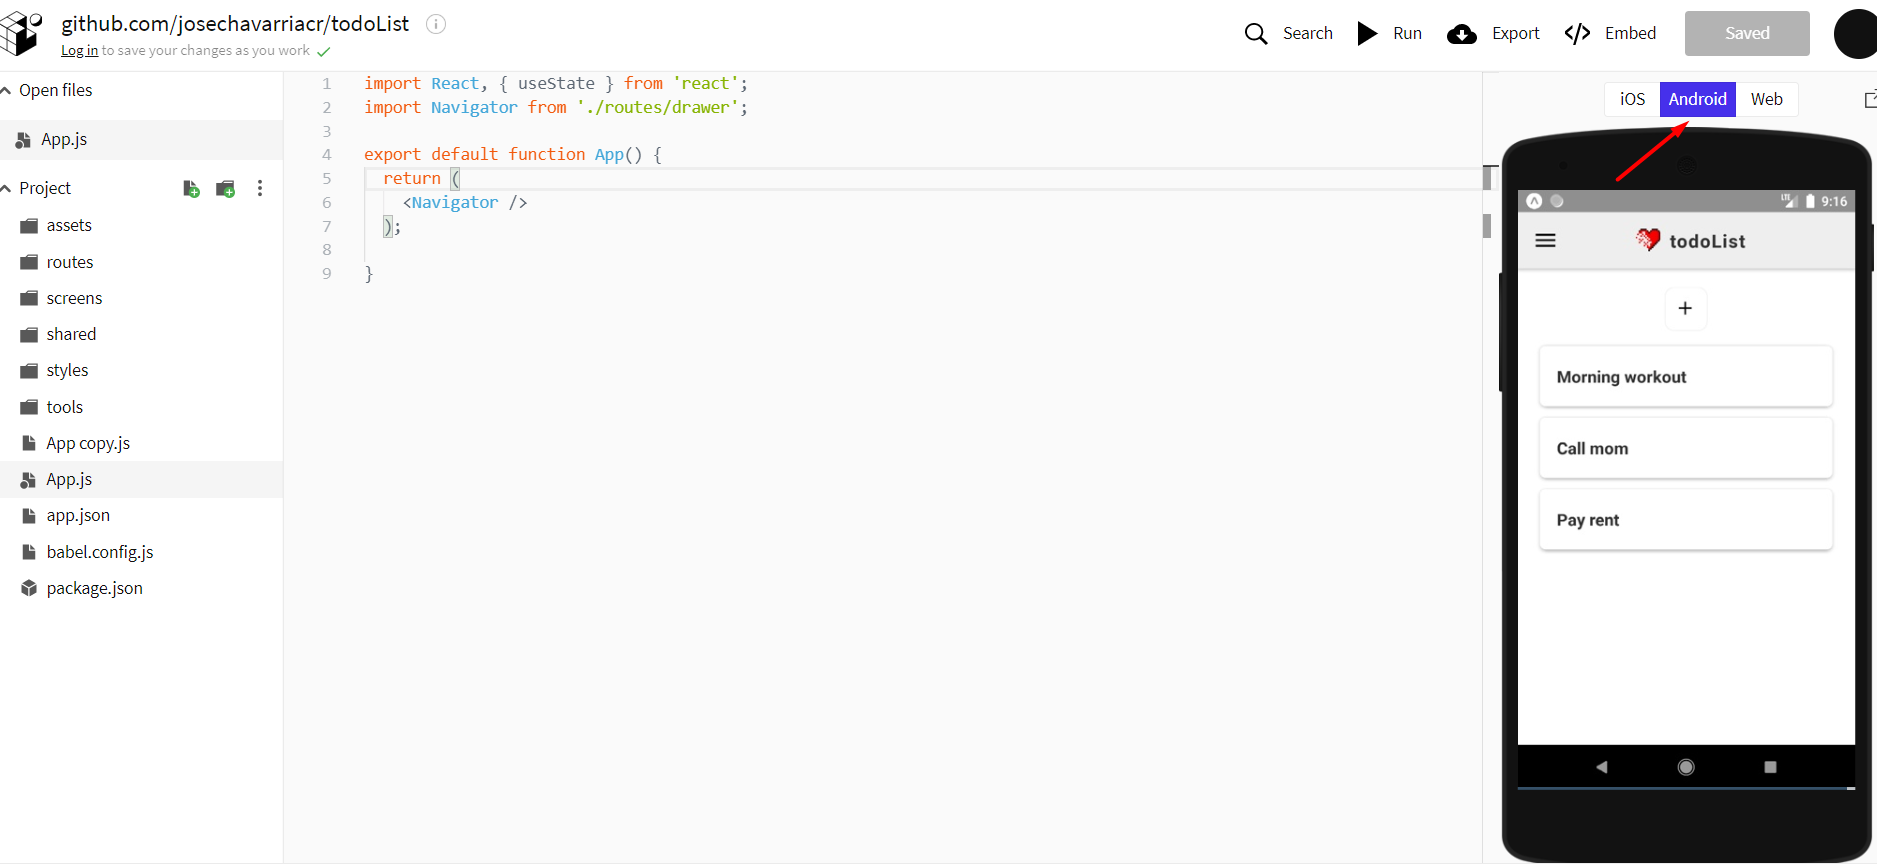 github.com/josechavarriacr/todoList
Log in to save your changes as you work
Search
Run
Export
Embed
Saved
Open files
App.js
Project
assets
routes
screens
shared
styles
tools
App copy.js
App.js
app.json
babel.config.js
package.json
1 import React, { useState } from 'react';
2 import Navigator from './routes/drawer';
3
4 export default function App() {
5 return (
6 <Navigator />
7 );
8
9 }
iOS
Android
Web
LTE 9:16
todoList
+
Morning workout
Call mom
Pay rent